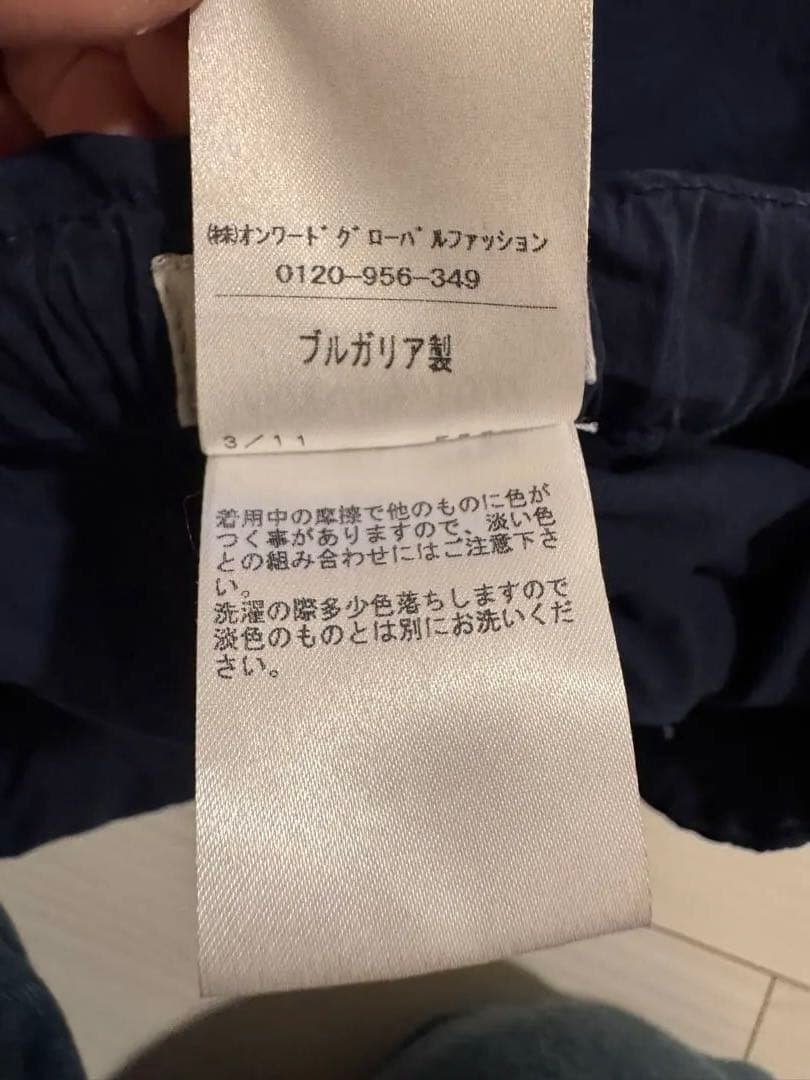 ㈱オンワードグローバルファッション
0120-956-349
ブルガリア製
3/11
着用中の摩擦で他のものに色が
つく事がありますので、淡い色
との組み合わせにはご注意下さ
い。
洗濯の際多少色落ちしますので
淡色のものとは別にお洗いくだ
さい。